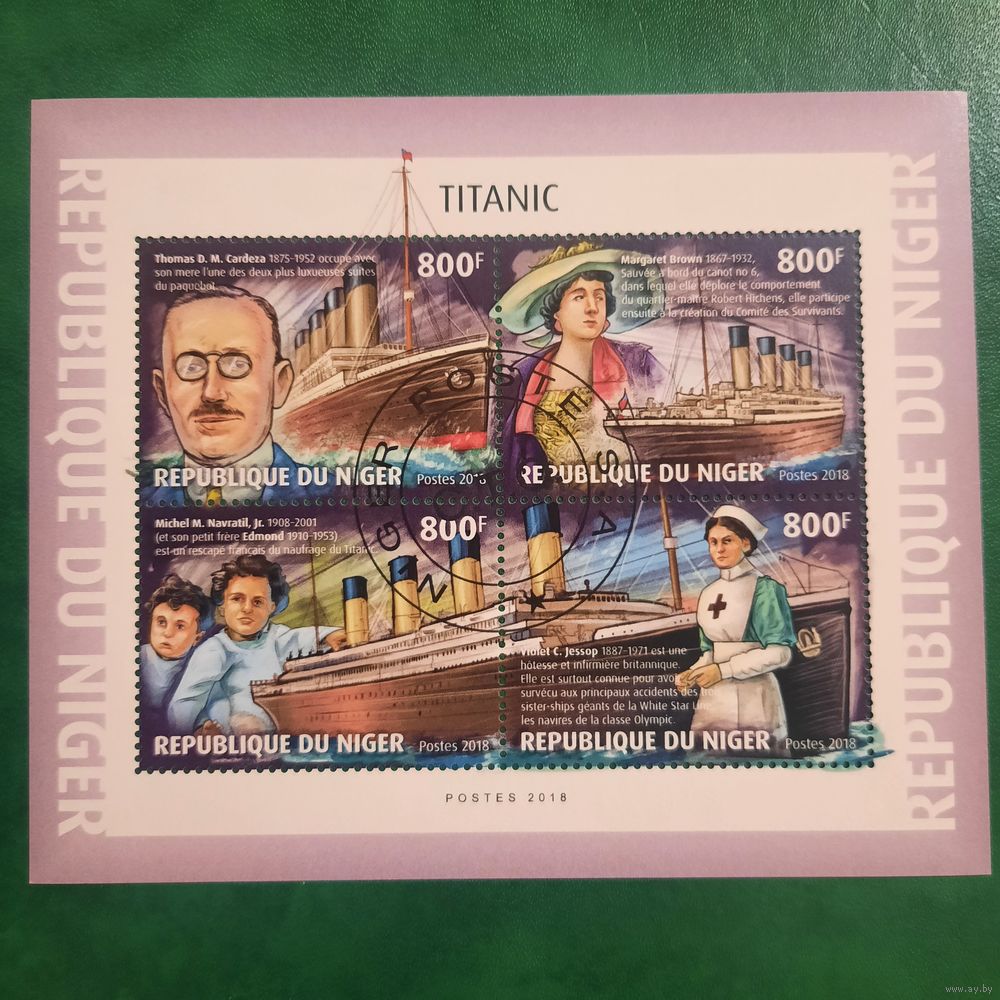 TITANIC
REPUBLIQUE DU NIGER
REPUBLIQUE DU NIGER
Thomas D. M. Cardeza 1875-1952 occupe avec
son mere l'une des deux plus luxueuses suites
du paquebot.
800F
REPUBLIQUE DU NIGER
Postes 2018
Margaret Brown 1867-1932,
Sauvée à bord du canot no 6,
dans lequel elle déplore le comportement
du quartier-maître Robert Hichens, elle participe
ensuite à la création du Comité des Survivants.
800F
REPUBLIQUE DU NIGER
Postes 2018
Michel M. Navratil, Jr. 1908-2001
(et son petit frère Edmond 1910-1953)
est un rescapé français du naufrage du Titanic.
800F
REPUBLIQUE DU NIGER
Postes 2018
800F
Violet C. Jessop 1887-1971 est une
hôtesse et infirmière britannique.
Elle est surtout connue pour avoir
survécu aux principaux accidents des trois
sister-ships géants de la White Star Line,
les navires de la classe Olympic.
REPUBLIQUE DU NIGER
Postes 2018
POSTES 2018
www.ay.by